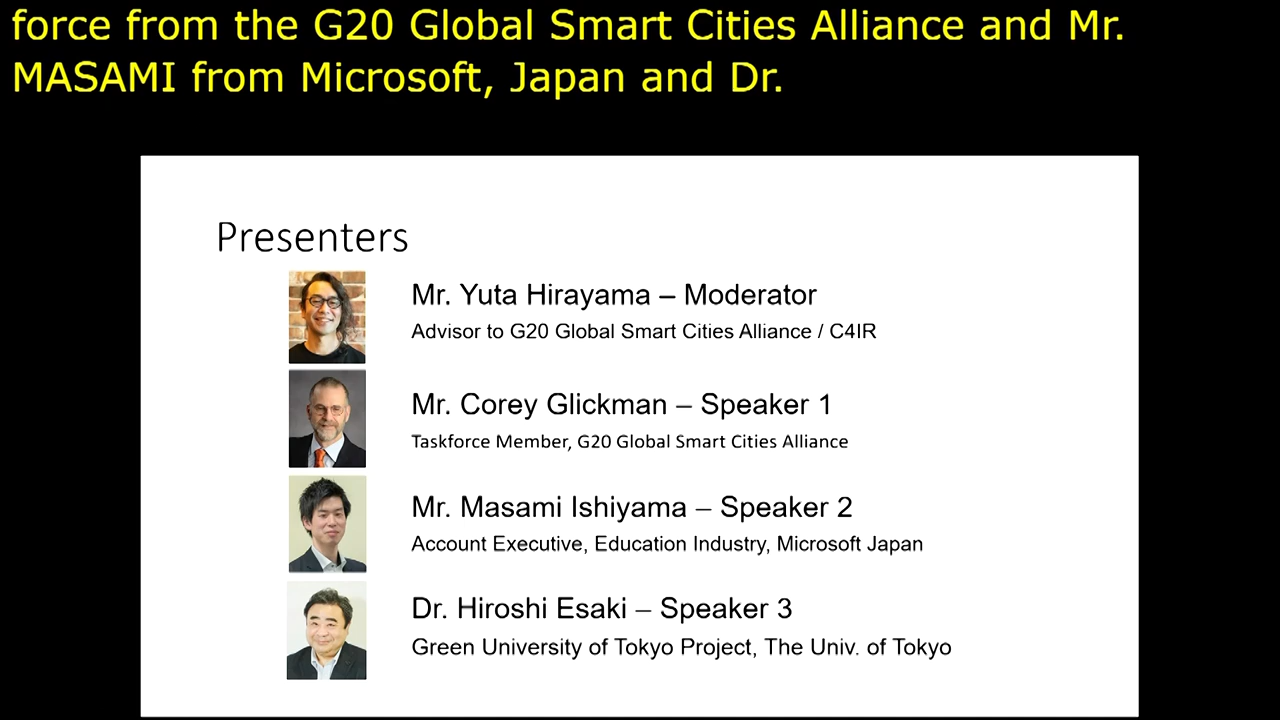 force from the G20 Global Smart Cities Alliance and Mr.
MASAMI from Microsoft, Japan and Dr.
Presenters
Mr. Yuta Hirayama – Moderator
Advisor to G20 Global Smart Cities Alliance / C4IR
Mr. Corey Glickman – Speaker 1
Taskforce Member, G20 Global Smart Cities Alliance
Mr. Masami Ishiyama – Speaker 2
Account Executive, Education Industry, Microsoft Japan
Dr. Hiroshi Esaki – Speaker 3
Green University of Tokyo Project, The Univ. of Tokyo